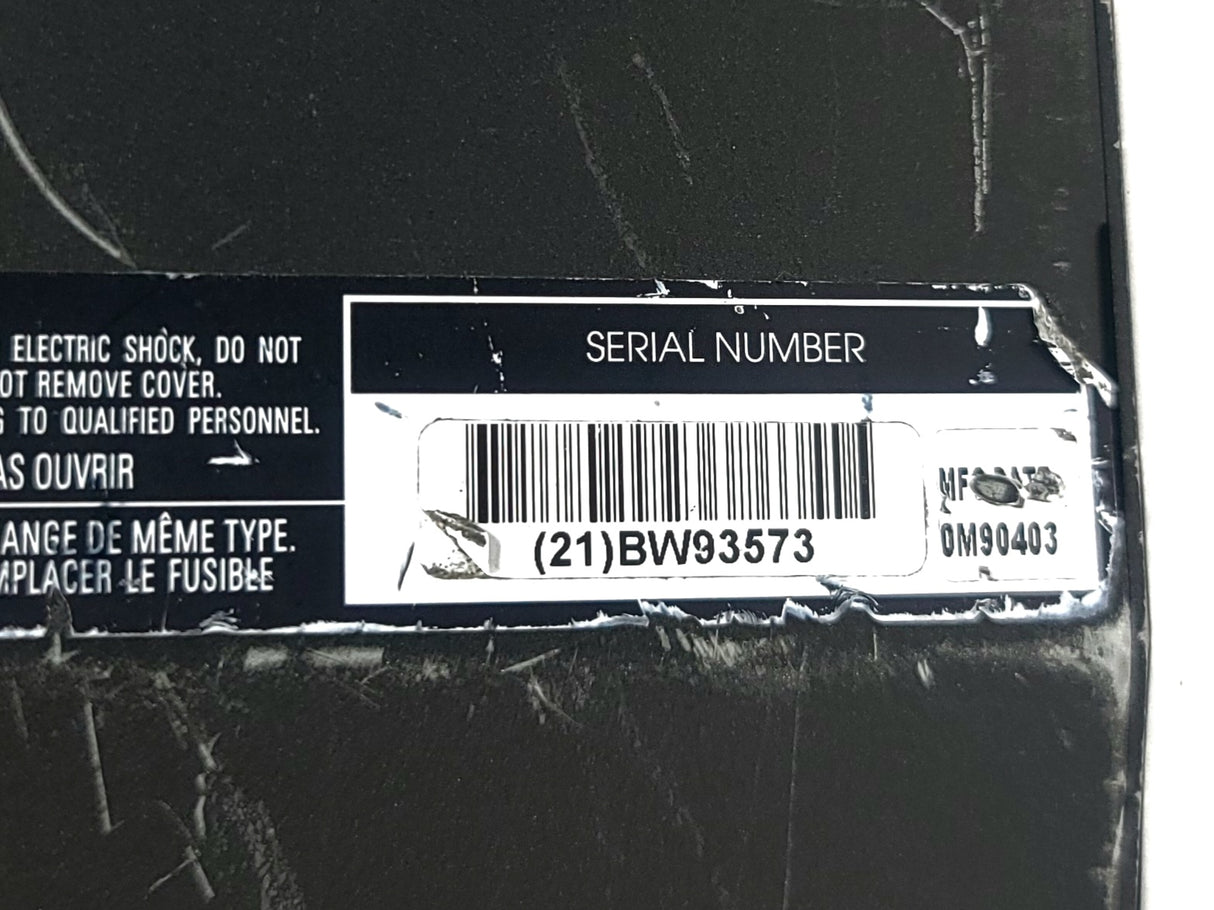 ELECTRIC SHOCK, DO NOT
OT REMOVE COVER.
G TO QUALIFIED PERSONNEL.
AS OUVRIR
ANGE DE MÊME TYPE.
MPLACER LE FUSIBLE
SERIAL NUMBER
(21)BW93573
0M90403